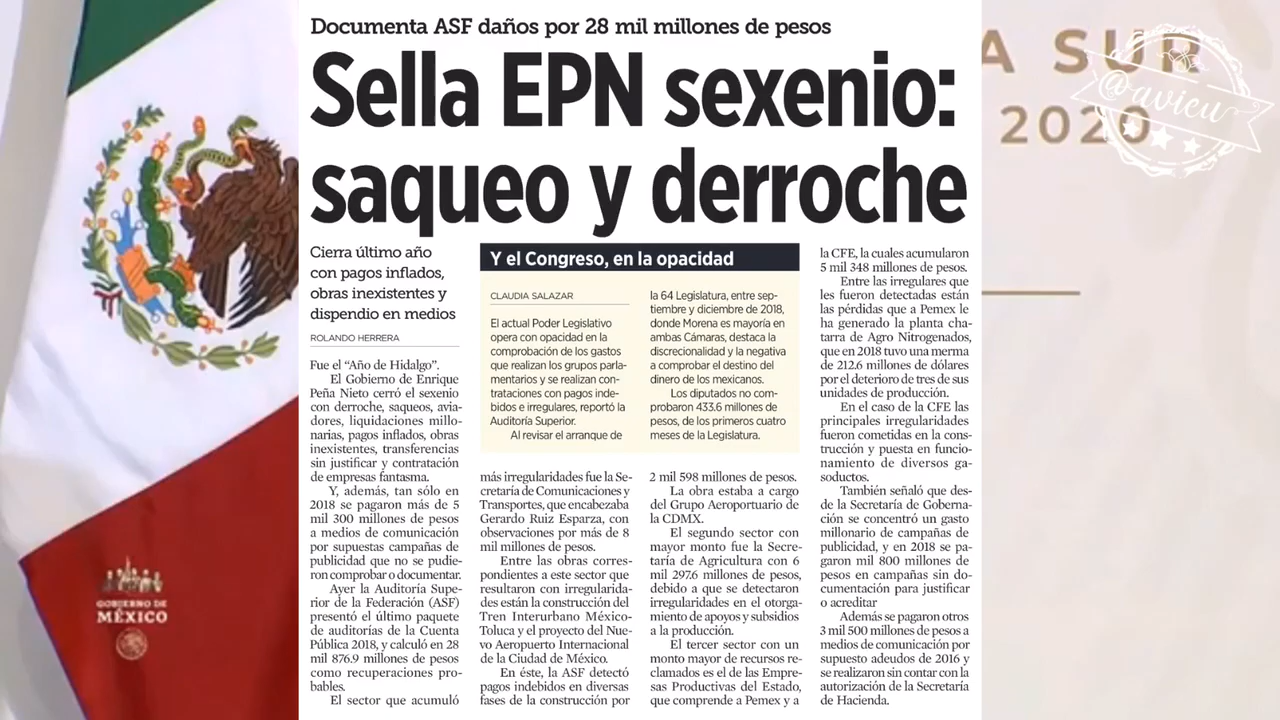 Documenta ASF daños por 28 mil millones de pesos
Sella EPN sexenio:
saqueo y derroche
Cierra último año
con pagos inflados,
obras inexistentes y
dispendio en medios
ROLANDO HERRERA
Fue el “Año de Hidalgo”.
El Gobierno de Enrique
Peña Nieto cerró el sexenio
con derroche, saqueos, avia-
dores, liquidaciones millo-
narias, pagos inflados, obras
inexistentes, transferencias
sin justificar y contratación
de empresas fantasma.
Y, además, tan sólo en
2018 se pagaron más de 5
mil 300 millones de pesos
a medios de comunicación
por supuestas campañas de
publicidad que no se pudie-
ron comprobar o documentar.
Ayer la Auditoría Supe-
rior de la Federación (ASF)
presentó el último paquete
de auditorías de la Cuenta
Pública 2018, y calculó en 28
mil 876.9 millones de pesos
como recuperaciones pro-
bables.
El sector que acumuló
Y el Congreso, en la opacidad
CLAUDIA SALAZAR
El actual Poder Legislativo
opera con opacidad en la
comprobación de los gastos
que realizan los grupos parla-
mentarios y se realizan con-
trataciones con pagos inde-
bidos e irregulares, reportó la
Auditoría Superior.
Al revisar el arranque de
la 64 Legislatura, entre sep-
tiembre y diciembre de 2018,
donde Morena es mayoría en
ambas Cámaras, destaca la
discrecionalidad y la negativa
a comprobar el destino del
dinero de los mexicanos.
Los diputados no com-
probaron 433.6 millones de
pesos, de los primeros cuatro
meses de la Legislatura.
más irregularidades fue la Se-
cretaría de Comunicaciones y
Transportes, que encabezaba
Gerardo Ruiz Esparza, con
observaciones por más de 8
mil millones de pesos.
Entre las obras corres-
pondientes a este sector que
resultaron con irregularida-
des están la construcción del
Tren Interurbano México-
Toluca y el proyecto del Nue-
vo Aeropuerto Internacional
de la Ciudad de México.
En éste, la ASF detectó
pagos indebidos en diversas
fases de la construcción por
2 mil 598 millones de pesos.
La obra estaba a cargo
del Grupo Aeroportuario de
la CDMX.
El segundo sector con
mayor monto fue la Secre-
taría de Agricultura con 6
mil 297.6 millones de pesos,
debido a que se detectaron
irregularidades en el otorga-
miento de apoyos y subsidios
a la producción.
El tercer sector con un
monto mayor de recursos re-
clamados es el de las Empre-
sas Productivas del Estado,
que comprende a Pemex y a
la CFE, la cuales acumularon
5 mil 348 millones de pesos.
Entre las irregulares que
les fueron detectadas están
las pérdidas que a Pemex le
ha generado la planta cha-
tarra de Agro Nitrogenados,
que en 2018 tuvo una merma
de 212.6 millones de dólares
por el deterioro de tres de sus
unidades de producción.
En el caso de la CFE las
principales irregularidades
fueron cometidas en la cons-
trucción y puesta en funcio-
namiento de diversos ga-
soductos.
También señaló que des-
de la Secretaría de Goberna-
ción se concentró un gasto
millonario de campañas de
publicidad, y en 2018 se pa-
garon mil 800 millones de
pesos en campañas sin do-
cumentación para justificar
o acreditar
Además se pagaron otros
3 mil 500 millones de pesos a
medios de comunicación por
supuesto adeudos de 2016 y
se realizaron sin contar con la
autorización de la Secretaría
de Hacienda.
A SUR
2020
@avicu
GOBIERNO DE
MÉXICO